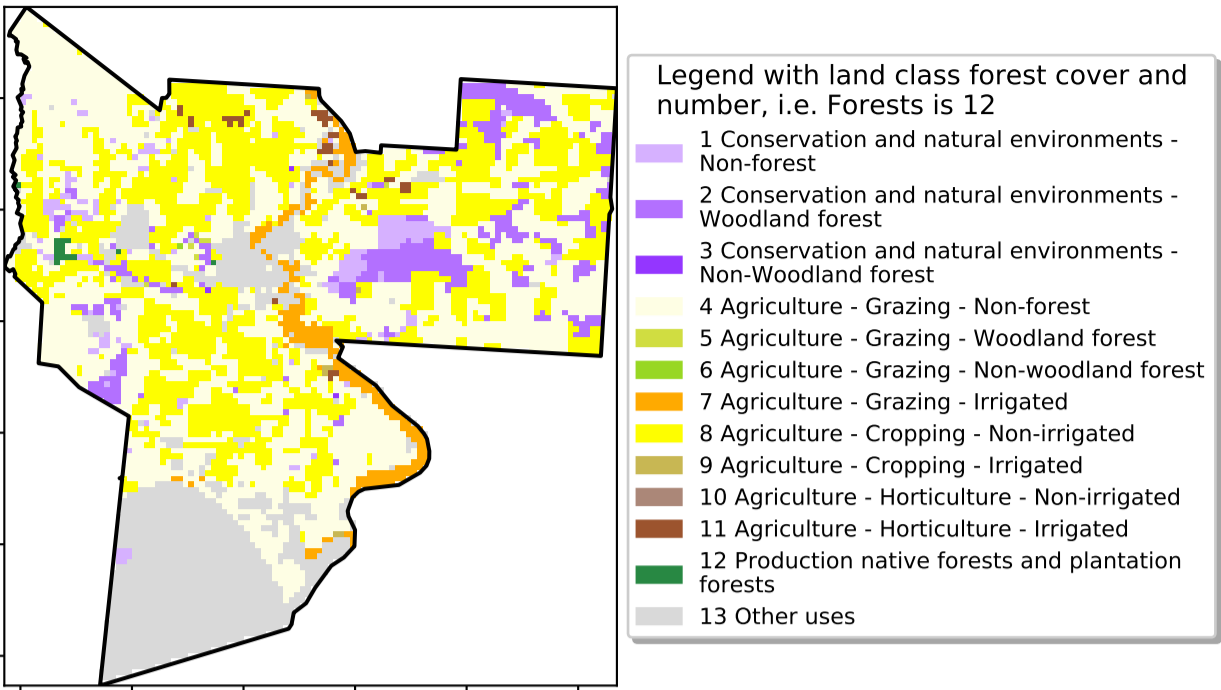 Legend with land class forest cover and
number, i.e. Forests is 12
1 Conservation and natural environments -
Non-forest
2 Conservation and natural environments -
Woodland forest
3 Conservation and natural environments -
Non-Woodland forest
4 Agriculture - Grazing - Non-forest
5 Agriculture - Grazing - Woodland forest
6 Agriculture - Grazing - Non-woodland forest
7 Agriculture - Grazing - Irrigated
8 Agriculture - Cropping - Non-irrigated
9 Agriculture - Cropping - Irrigated
10 Agriculture - Horticulture - Non-irrigated
11 Agriculture - Horticulture - Irrigated
12 Production native forests and plantation
forests
13 Other uses